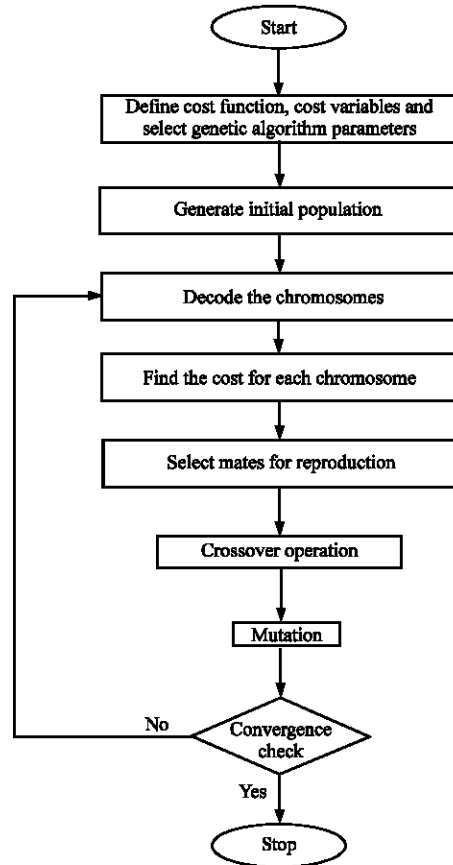 Start
Define cost function, cost variables and
select genetic algorithm parameters
Generate initial population
Decode the chromosomes
Find the cost for each chromosome
Select mates for reproduction
Crossover operation
Mutation
No
Convergence
check
Yes
Stop